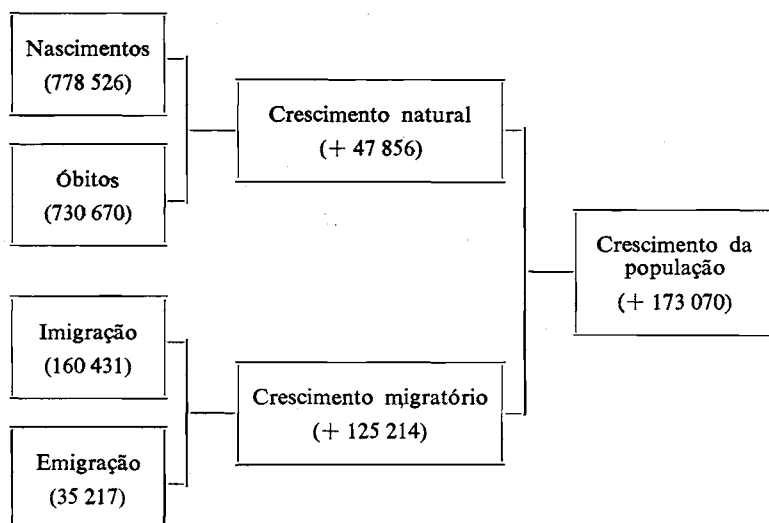 Nascimentos
(778 526)
Óbitos
(730 670)
Crescimento natural
(+ 47 856)
Imigração
(160 431)
Emigração
(35 217)
Crescimento migratório
(+ 125 214)
Crescimento da
população
(+ 173 070)